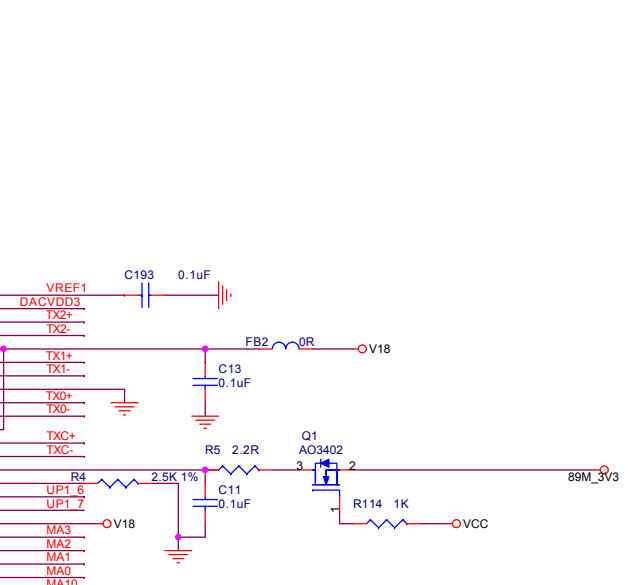 C193 0.1uF
VREF1
DACVDD3
TX2+
TX2-
FB2 0R
V18
TX1+
TX1-
C13
0.1uF
TX0+
TX0-
Q1
TXC+
TXC-
R5 2.2R
AO3402
3 2
R4 2.5K 1%
89M_3V3
UP1_6
C11
UP1_7
0.1uF
R114 1K
1
V18
VCC
MA3
MA2
MA1
MA0
MA10